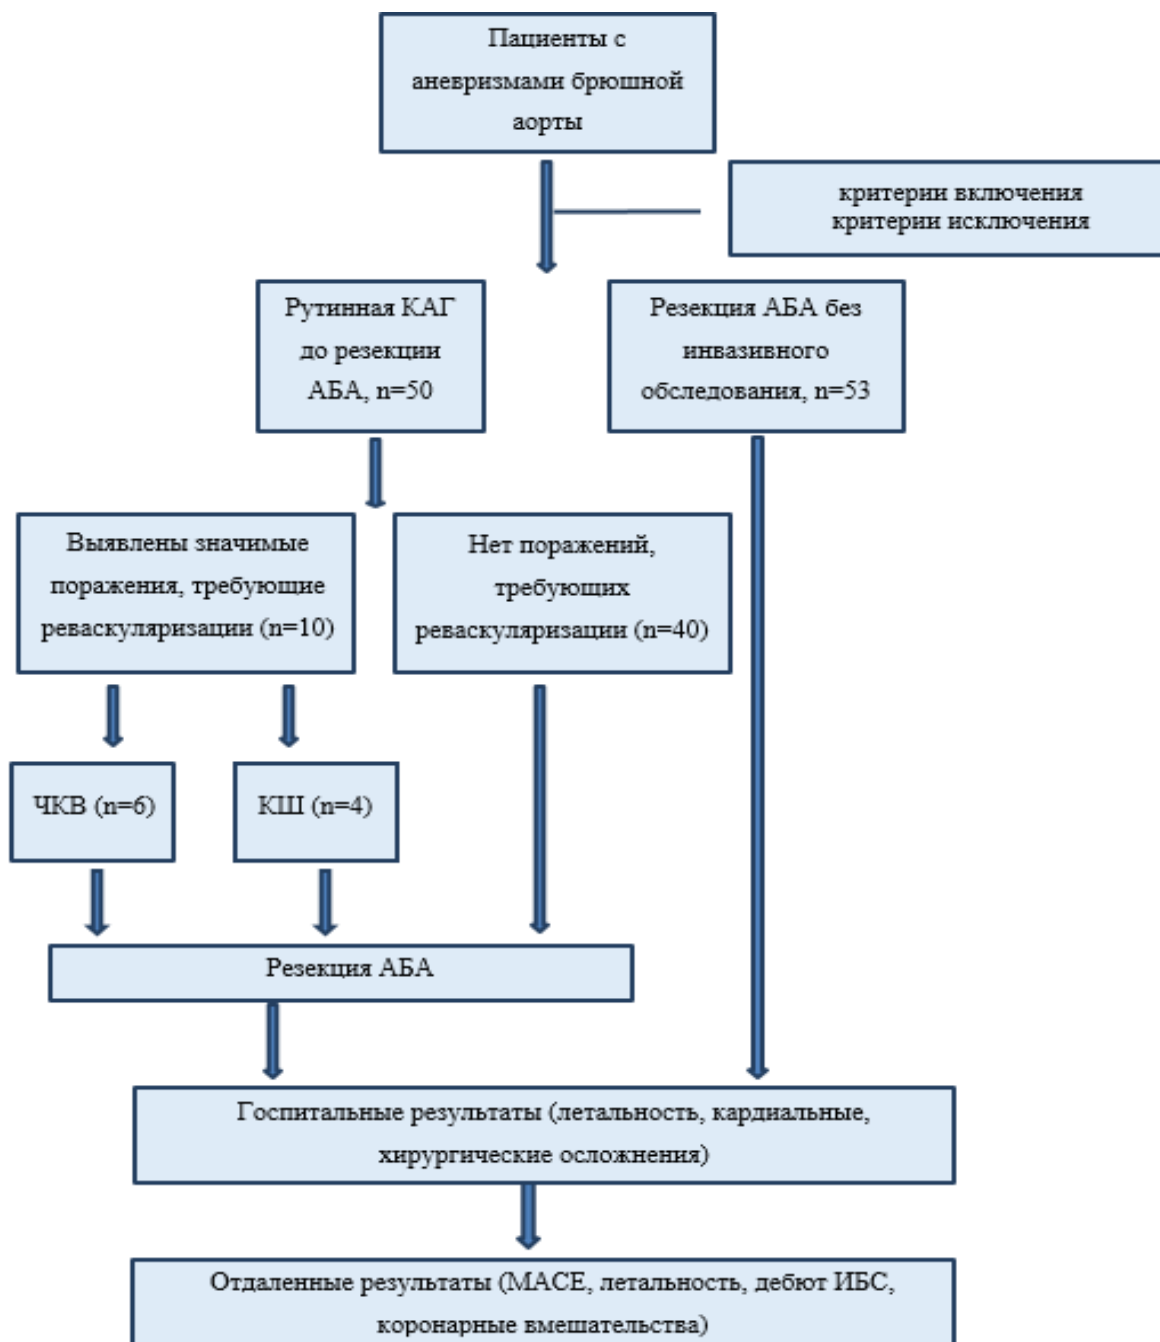 Пациенты с
аневризмами брюшной
аорты
критерии включения
критерии исключения
Рутинная КАГ
до резекции
АБА, n=50
Резекция АБА без
инвазивного
обследования, n=53
Выявлены значимые
поражения, требующие
реваскуляризации (n=10)
Нет поражений,
требующих
реваскуляризации (n=40)
ЧКВ (n=6)
КШ (n=4)
Резекция АБА
Госпитальные результаты (летальность, кардиальные,
хирургические осложнения)
Отдаленные результаты (MACE, летальность, дебют ИБС,
коронарные вмешательства)